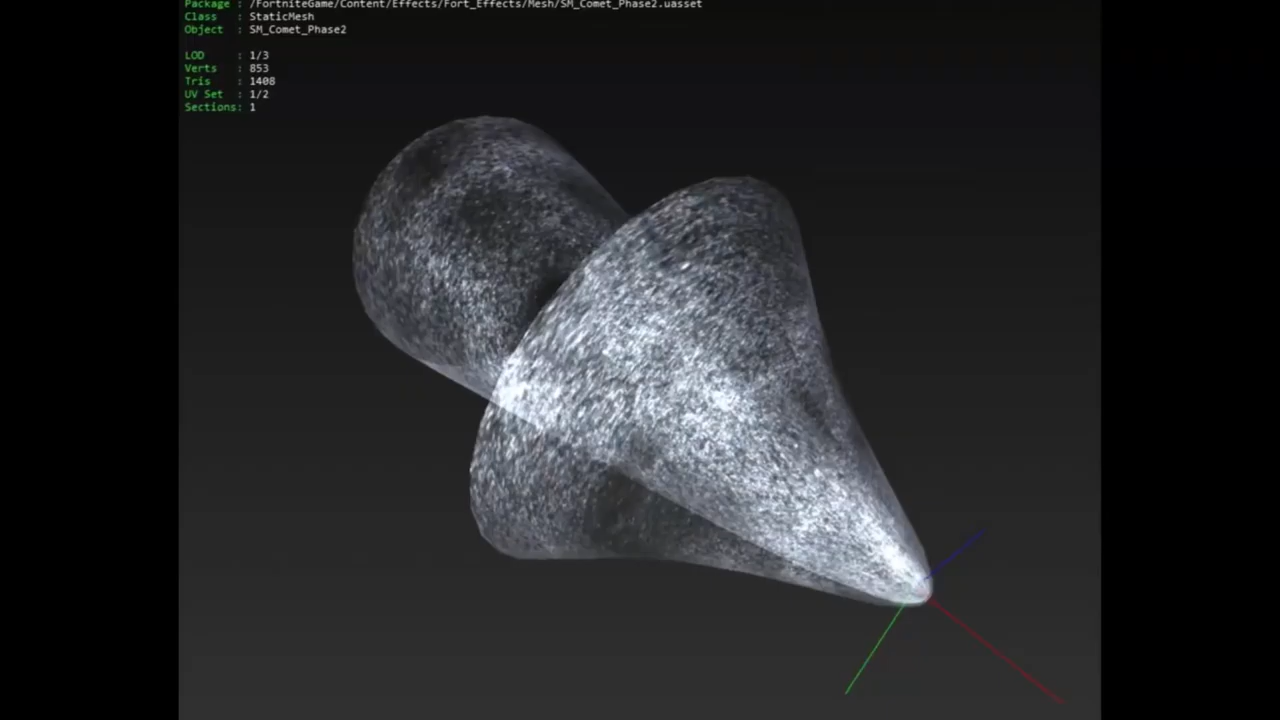 Package : /FortniteGame/Content/Effects/Fort_Effects/Mesh/SM_Comet_Phase2.uasset
Class : StaticMesh
Object : SM_Comet_Phase2
LOD : 1/3
Verts : 853
Tris : 1408
UV Set : 1/2
Sections: 1